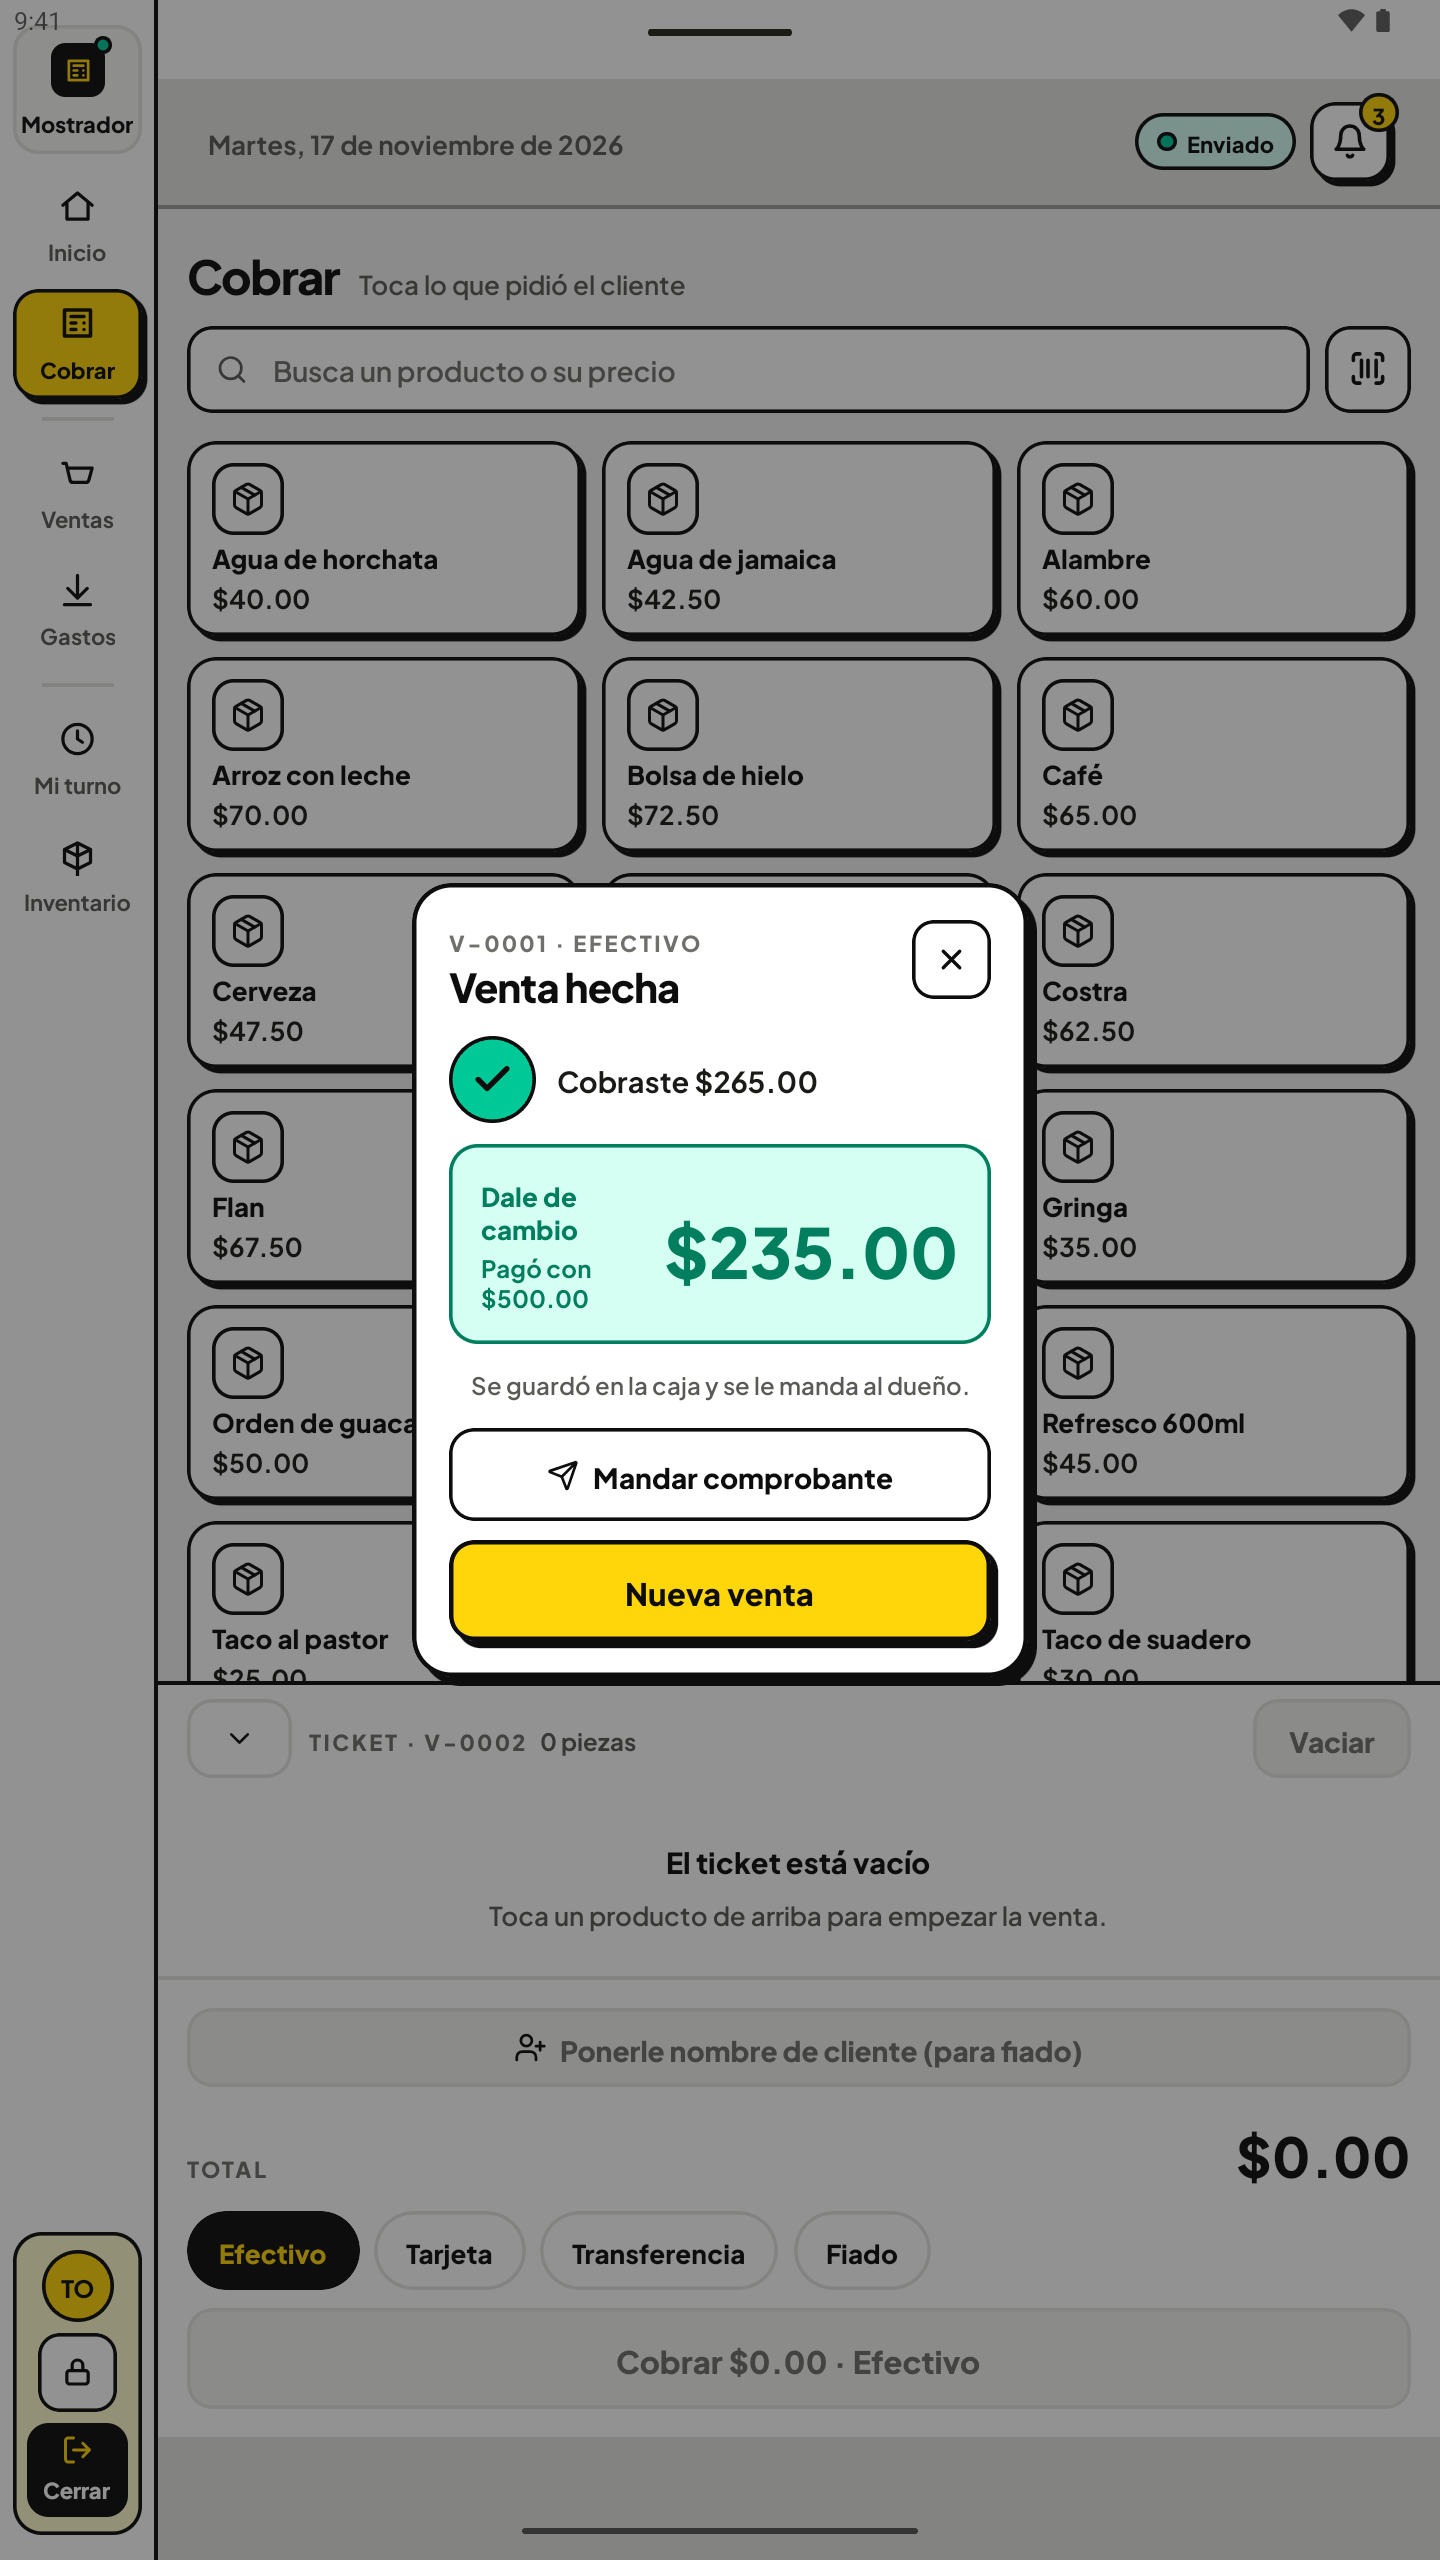 9:41
Mostrador
Inicio
Cobrar
Ventas
Gastos
Mi turno
Inventario
TO
Cerrar
Martes, 17 de noviembre de 2026
Enviado
3
Cobrar Toca lo que pidió el cliente
Busca un producto o su precio
Agua de horchata
$40.00
Agua de jamaica
$42.50
Alambre
$60.00
Arroz con leche
$70.00
Bolsa de hielo
$72.50
Café
$65.00
Cerveza
$47.50
Costra
$62.50
Flan
$67.50
Gringa
$35.00
Orden de guaca
$50.00
Refresco 600ml
$45.00
Taco al pastor
$25.00
Taco de suadero
$30.00
V-0001 · EFECTIVO
Venta hecha
Cobraste $265.00
Dale de
cambio
Pagó con
$500.00
$235.00
Se guardó en la caja y se le manda al dueño.
Mandar comprobante
Nueva venta
TICKET · V-0002 0 piezas
Vaciar
El ticket está vacío
Toca un producto de arriba para empezar la venta.
Ponerle nombre de cliente (para fiado)
TOTAL
$0.00
Efectivo
Tarjeta
Transferencia
Fiado
Cobrar $0.00 · Efectivo